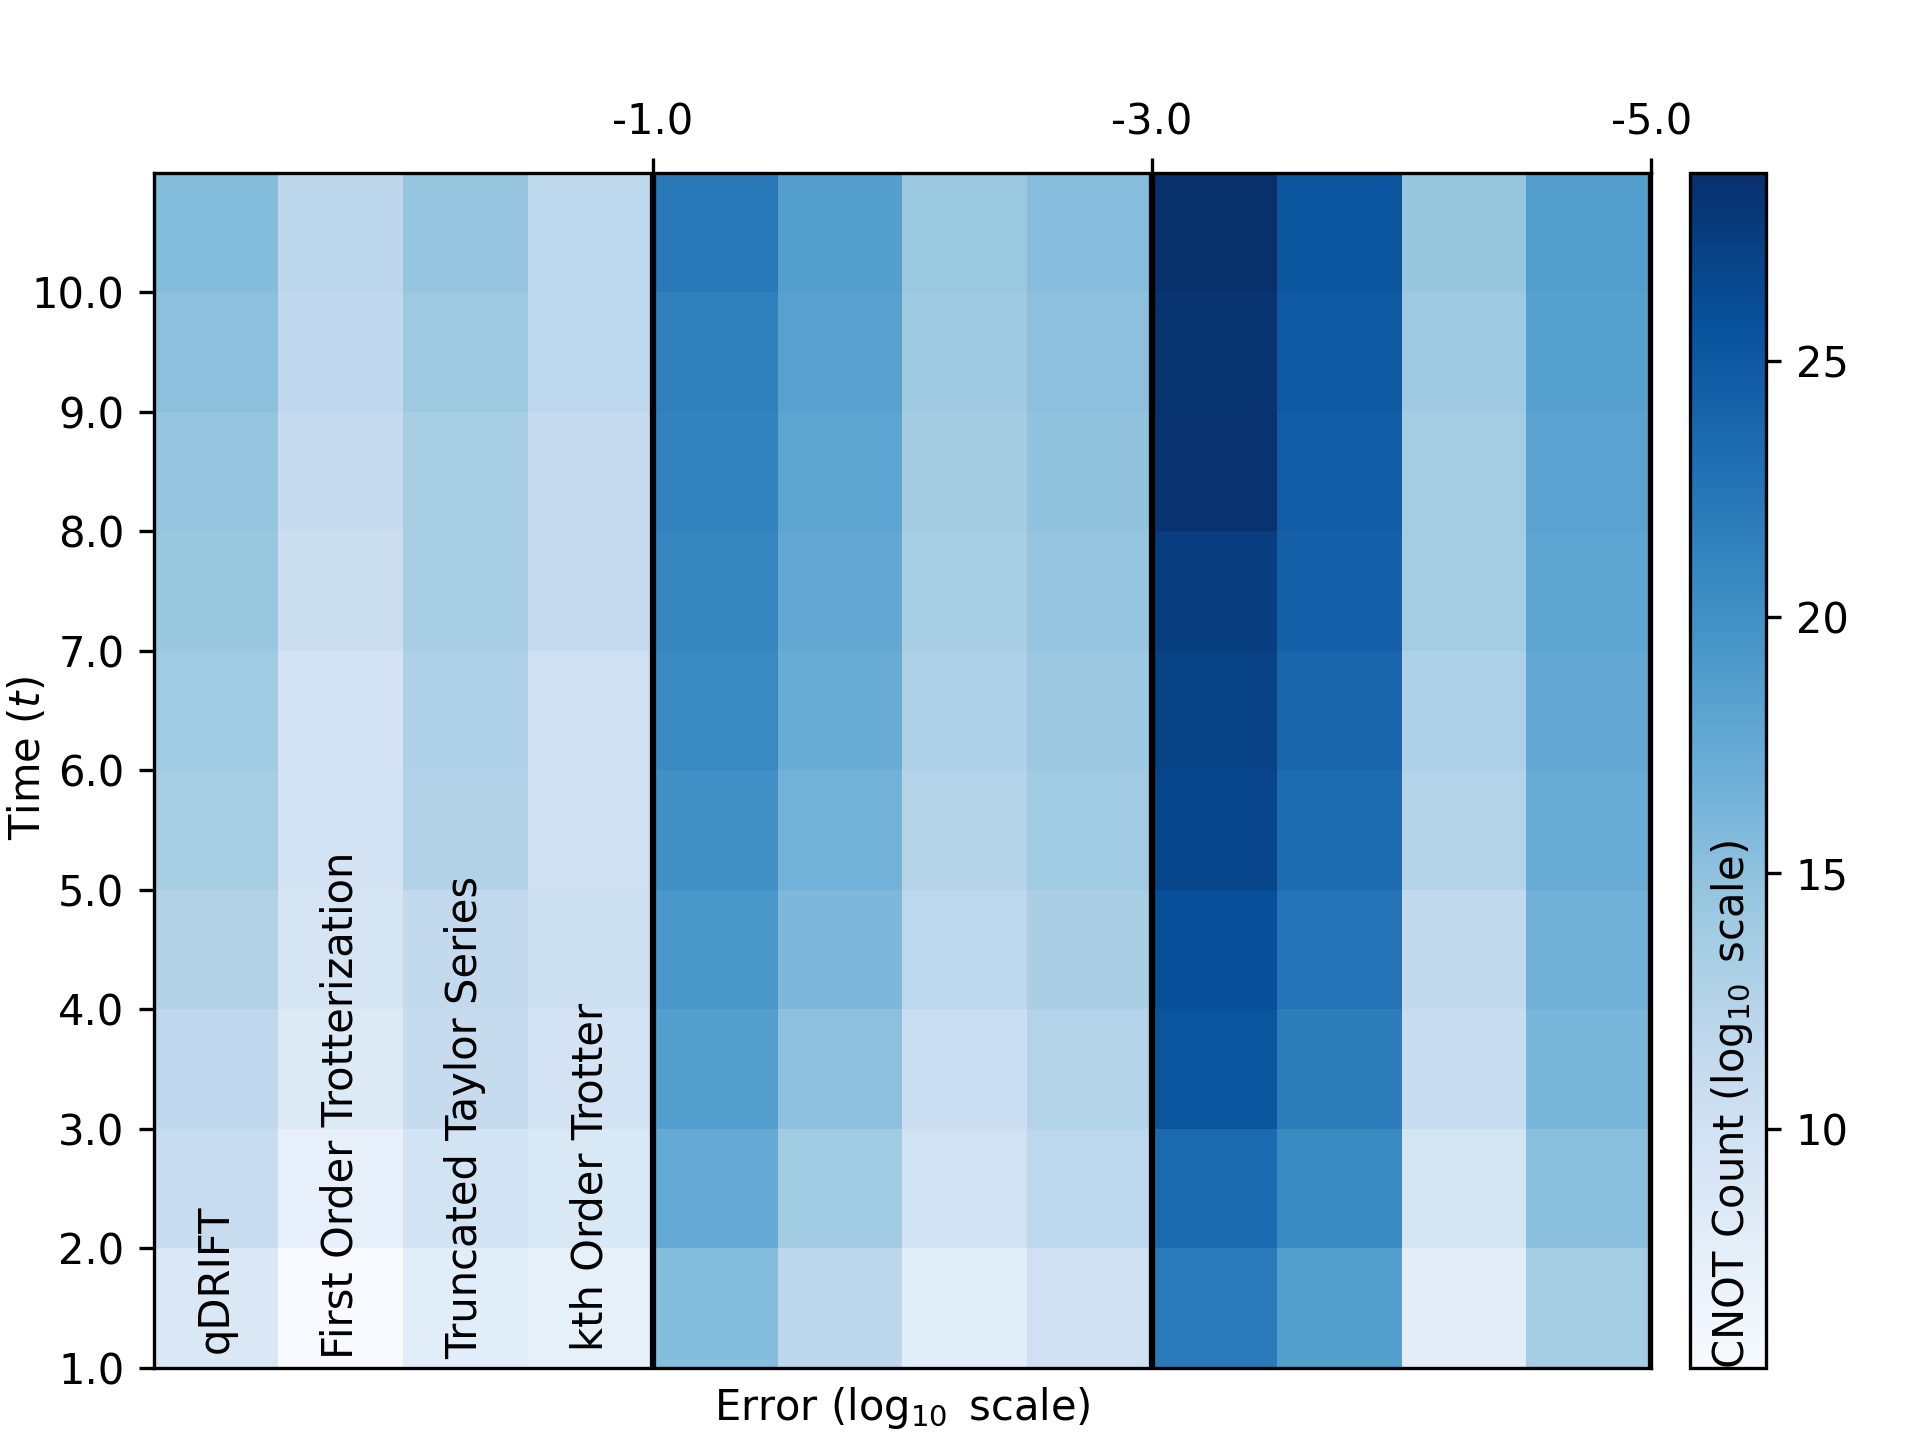 -1.0
-3.0
-5.0
10.0
9.0
8.0
7.0
6.0
5.0
4.0
3.0
2.0
1.0
Time (t)
qDRIFT
First Order Trotterization
Truncated Taylor Series
kth Order Trotter
Error (log₁₀ scale)
25
20
15
10
CNOT Count (log₁₀ scale)